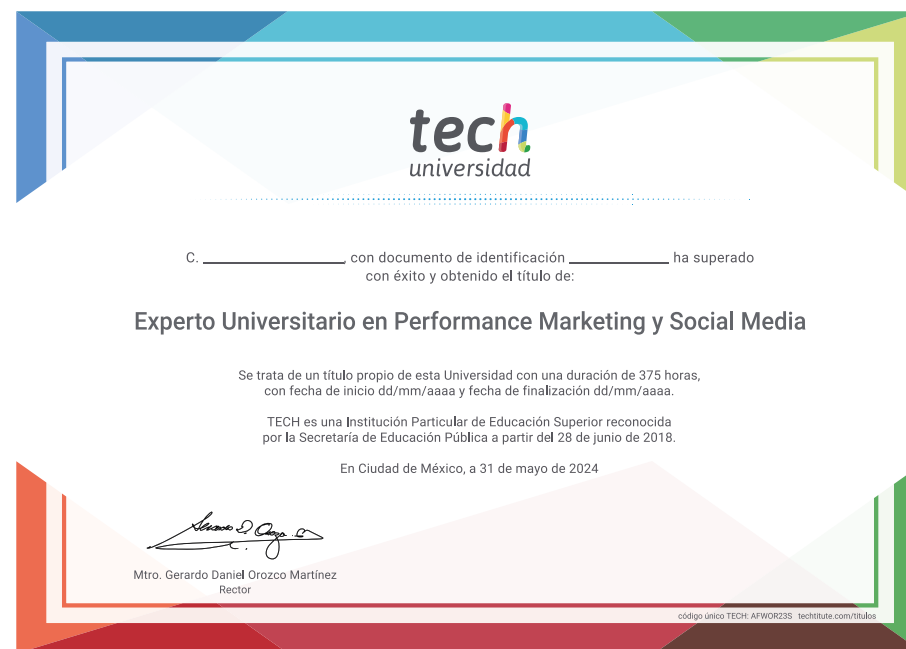 tech
universidad
C. ____________, con documento de identificación ____________ ha superado
con éxito y obtenido el título de:
Experto Universitario en Performance Marketing y Social Media
Se trata de un título propio de esta Universidad con una duración de 375 horas,
con fecha de inicio dd/mm/aaaa y fecha de finalización dd/mm/aaaa.
TECH es una Institución Particular de Educación Superior reconocida
por la Secretaría de Educación Pública a partir del 28 de junio de 2018.
En Ciudad de México, a 31 de mayo de 2024
Mtro. Gerardo Daniel Orozco Martínez
Rector
código único TECH: AFWOR23S techtitute.com/titulos